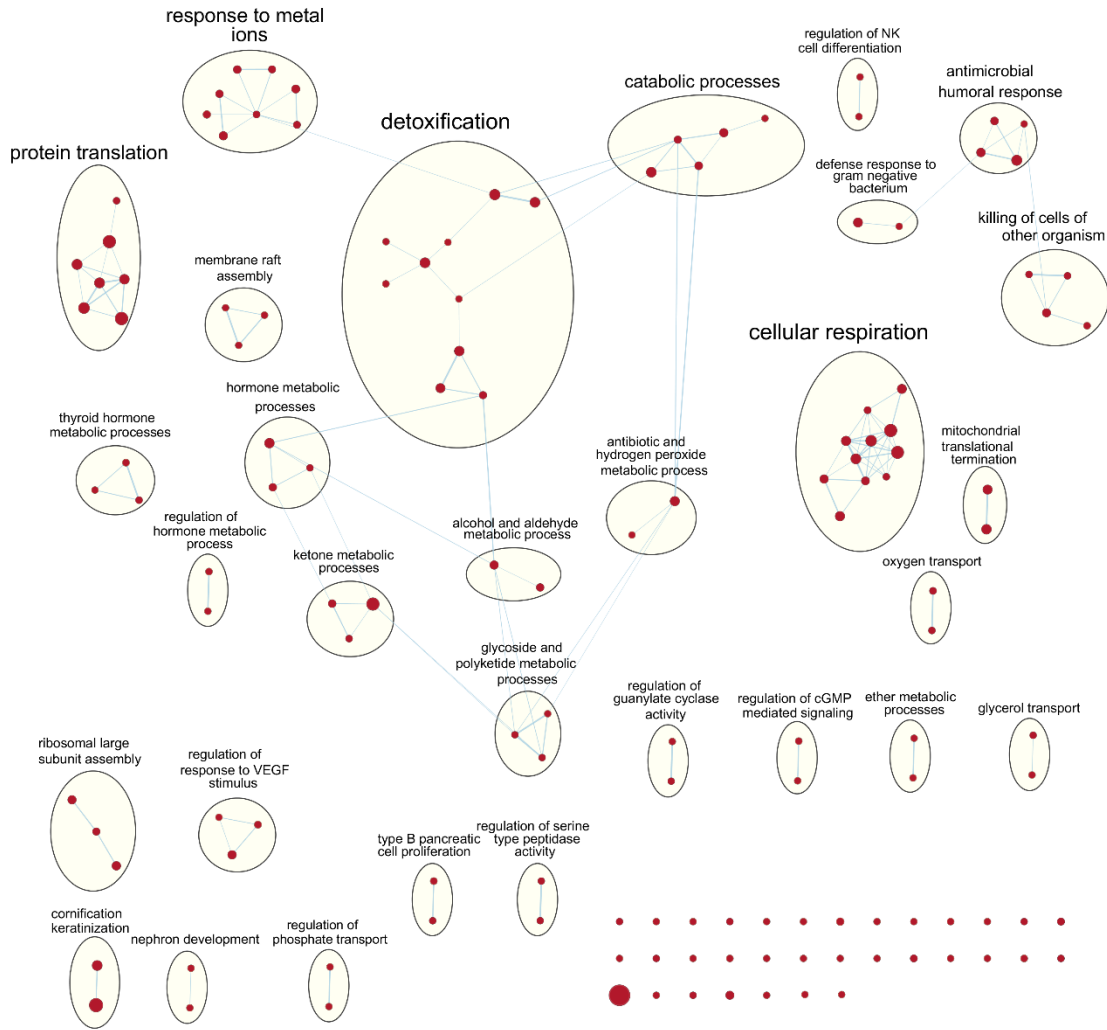 response to metal
ions
regulation of NK
cell differentiation
catabolic processes
antimicrobial
humoral response
detoxification
protein translation
defense response to
gram negative
bacterium
killing of cells of
other organism
membrane raft
assembly
cellular respiration
hormone metabolic
processes
thyroid hormone
metabolic processes
antibiotic and
hydrogen peroxide
metabolic process
mitochondrial
translational
termination
regulation of
hormone metabolic
process
alcohol and aldehyde
metabolic process
ketone metabolic
processes
oxygen transport
glycoside and
polyketide metabolic
processes
regulation of
guanylate cyclase
activity
regulation of cGMP
mediated signaling
ether metabolic
processes
glycerol transport
ribosomal large
subunit assembly
regulation of
response to VEGF
stimulus
type B pancreatic
cell proliferation
regulation of serine
type peptidase
activity
cornification
keratinization
nephron development
regulation of
phosphate transport